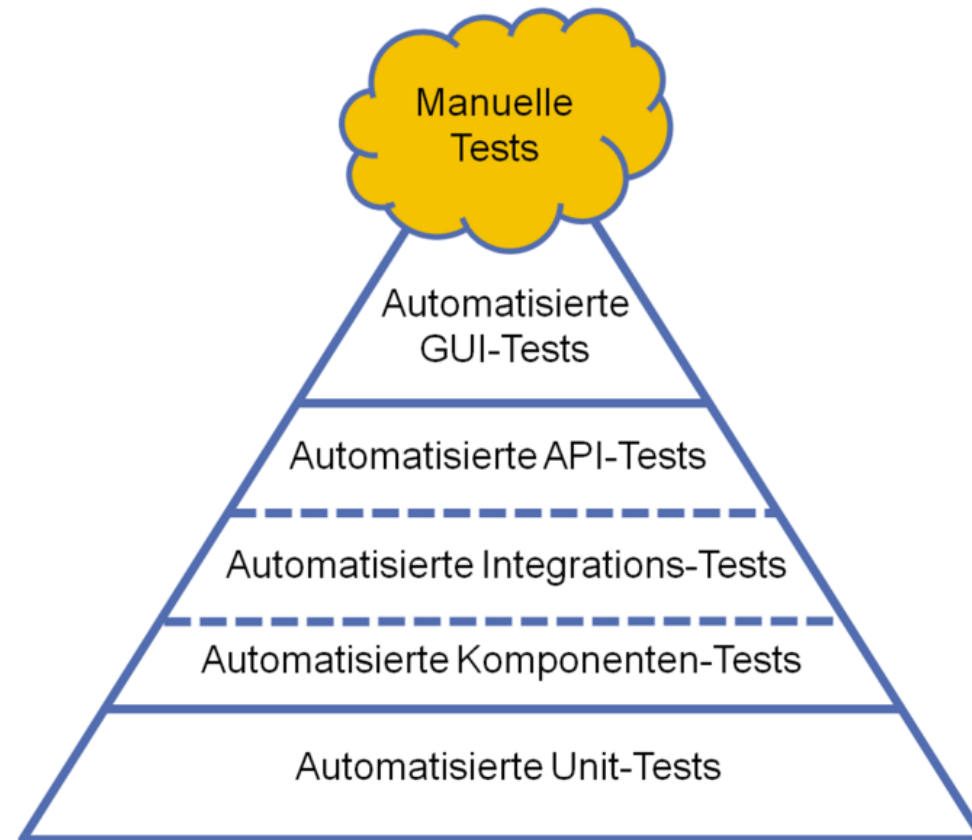 Manuelle
Tests
Automatisierte
GUI-Tests
Automatisierte API-Tests
Automatisierte Integrations-Tests
Automatisierte Komponenten-Tests
Automatisierte Unit-Tests